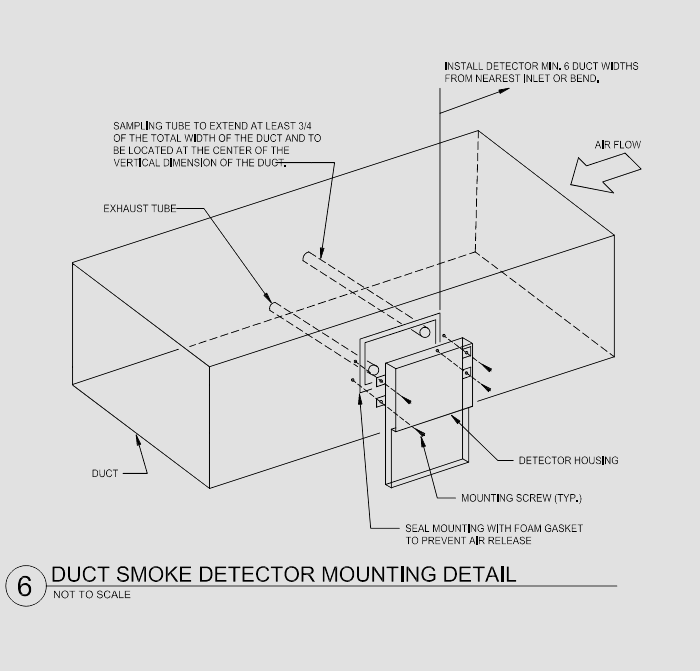 INSTALL DETECTOR MIN. 6 DUCT WIDTHS
FROM NEAREST INLET OR BEND.
SAMPLING TUBE TO EXTEND AT LEAST 3/4
OF THE TOTAL WIDTH OF THE DUCT AND TO
BE LOCATED AT THE CENTER OF THE
VERTICAL DIMENSION OF THE DUCT.
AIR FLOW
EXHAUST TUBE
DUCT
DETECTOR HOUSING
MOUNTING SCREW (TYP.)
SEAL MOUNTING WITH FOAM GASKET
TO PREVENT AIR RELEASE
6
DUCT SMOKE DETECTOR MOUNTING DETAIL
NOT TO SCALE